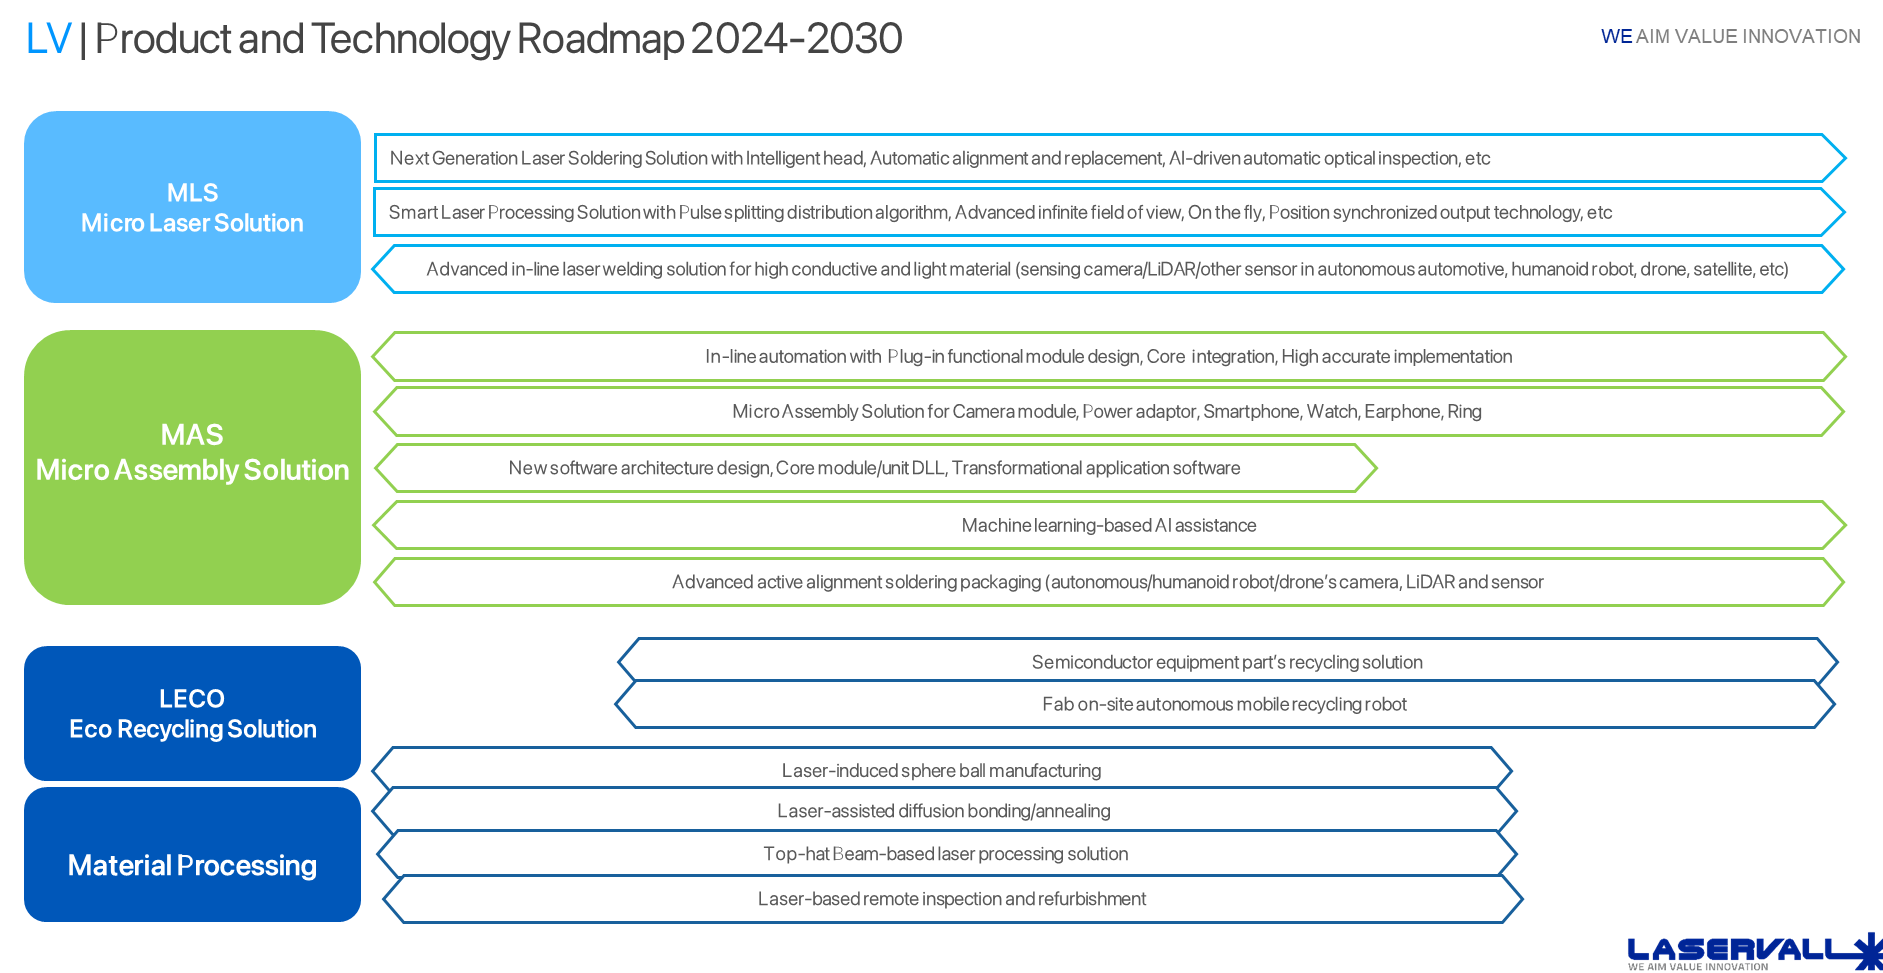 LV | Product and Technology Roadmap 2024-2030
WE AIM VALUE INNOVATION
MLS
Micro Laser Solution
Next Generation Laser Soldering Solution with Intelligent head, Automatic alignment and replacement, AI-driven automatic optical inspection, etc
Smart Laser Processing Solution with Pulse splitting distribution algorithm, Advanced infinite field of view, On the fly, Position synchronized output technology, etc
Advanced in-line laser welding solution for high conductive and light material (sensing camera/LiDAR/other sensor in autonomous automotive, humanoid robot, drone, satellite, etc)
MAS
Micro Assembly Solution
In-line automation with Plug-in functional module design, Core integration, High accurate implementation
Micro Assembly Solution for Camera module, Power adaptor, Smartphone, Watch, Earphone, Ring
New software architecture design, Core module/unit DLL, Transformational application software
Machine learning-based AI assistance
Advanced active alignment soldering packaging (autonomous/humanoid robot/drone's camera, LiDAR and sensor
LECO
Eco Recycling Solution
Semiconductor equipment part's recycling solution
Fab on-site autonomous mobile recycling robot
Material Processing
Laser-induced sphere ball manufacturing
Laser-assisted diffusion bonding/annealing
Top-hat Beam-based laser processing solution
Laser-based remote inspection and refurbishment
LASERVALL
WE AIM VALUE INNOVATION